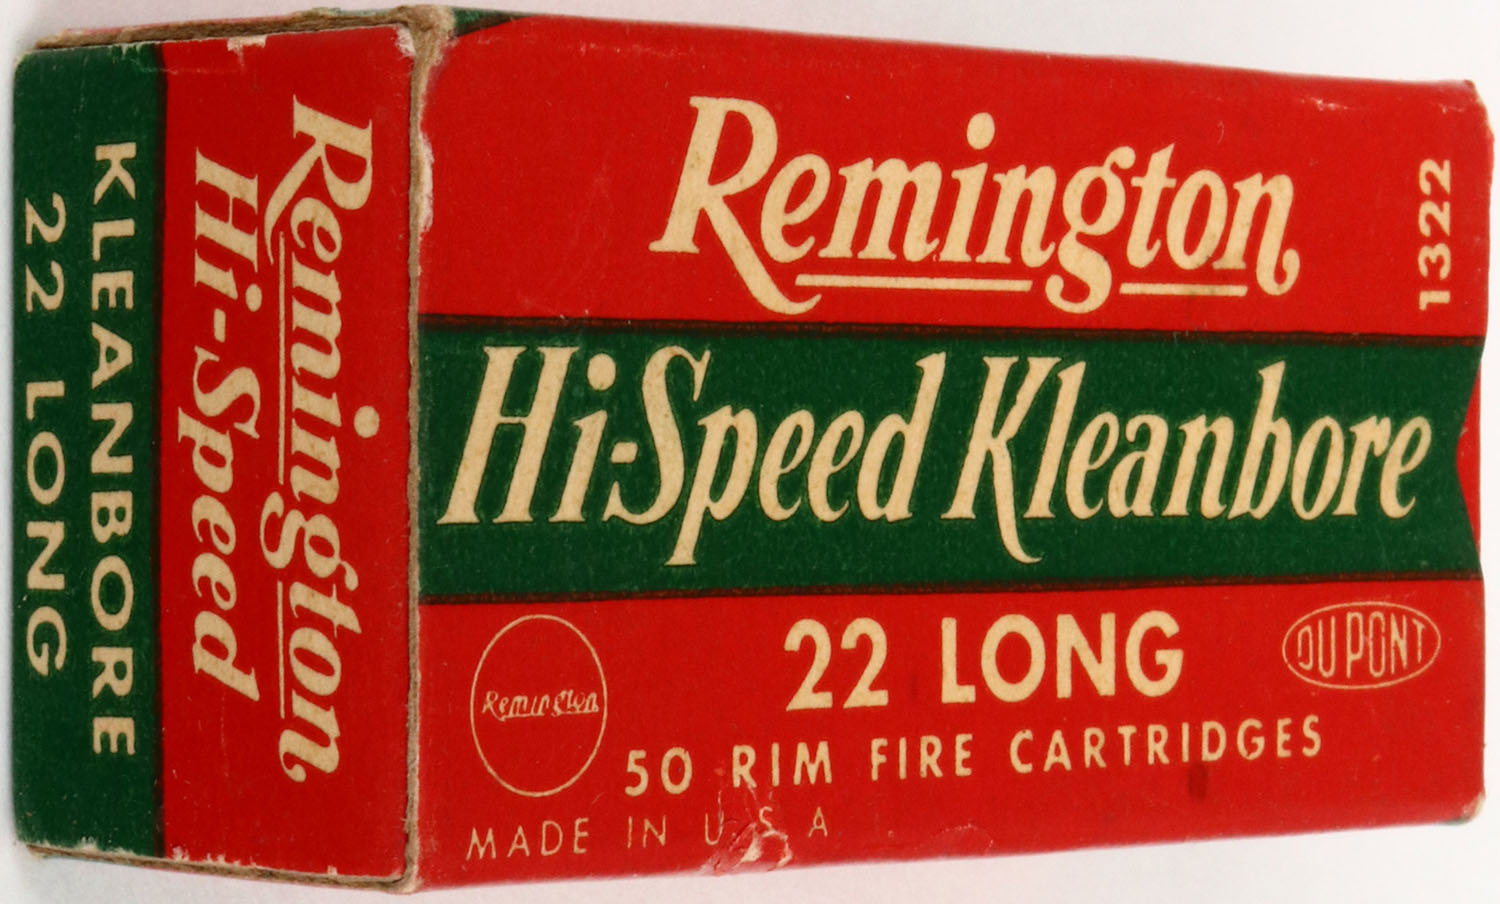 Remington
Hi-Speed
KLEANBORE
22 LONG
Remington
1322
Hi-Speed Kleanbore
Remington
22 LONG
DU PONT
50 RIM FIRE CARTRIDGES
MADE IN U.S.A